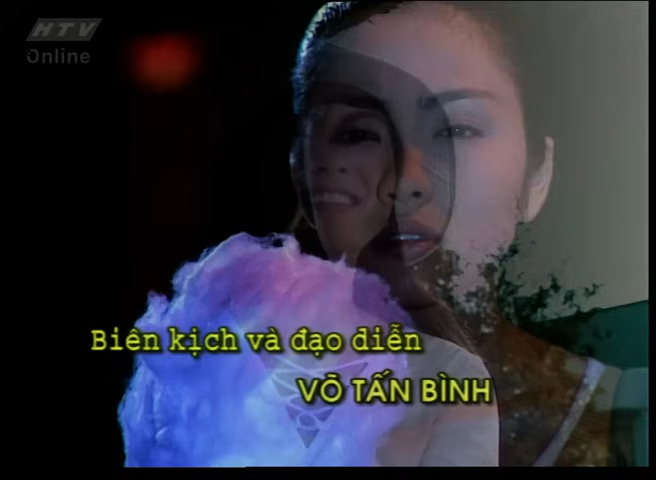 HTV
Online
Biên kịch và đạo diễn
VÕ TẤN BÌNH